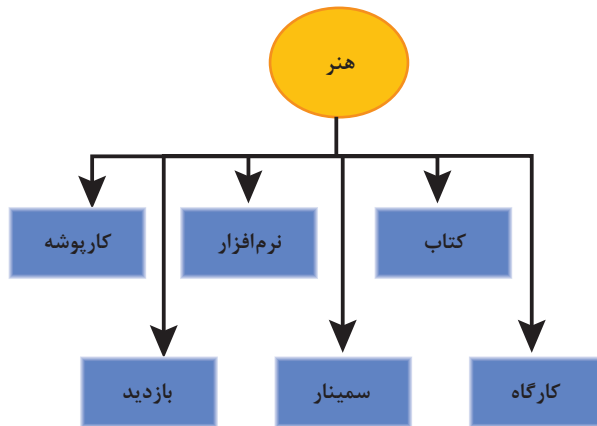 هنر
کتاب
نرم‌افزار
کارپوشه
کارگاه
سمینار
بازدید